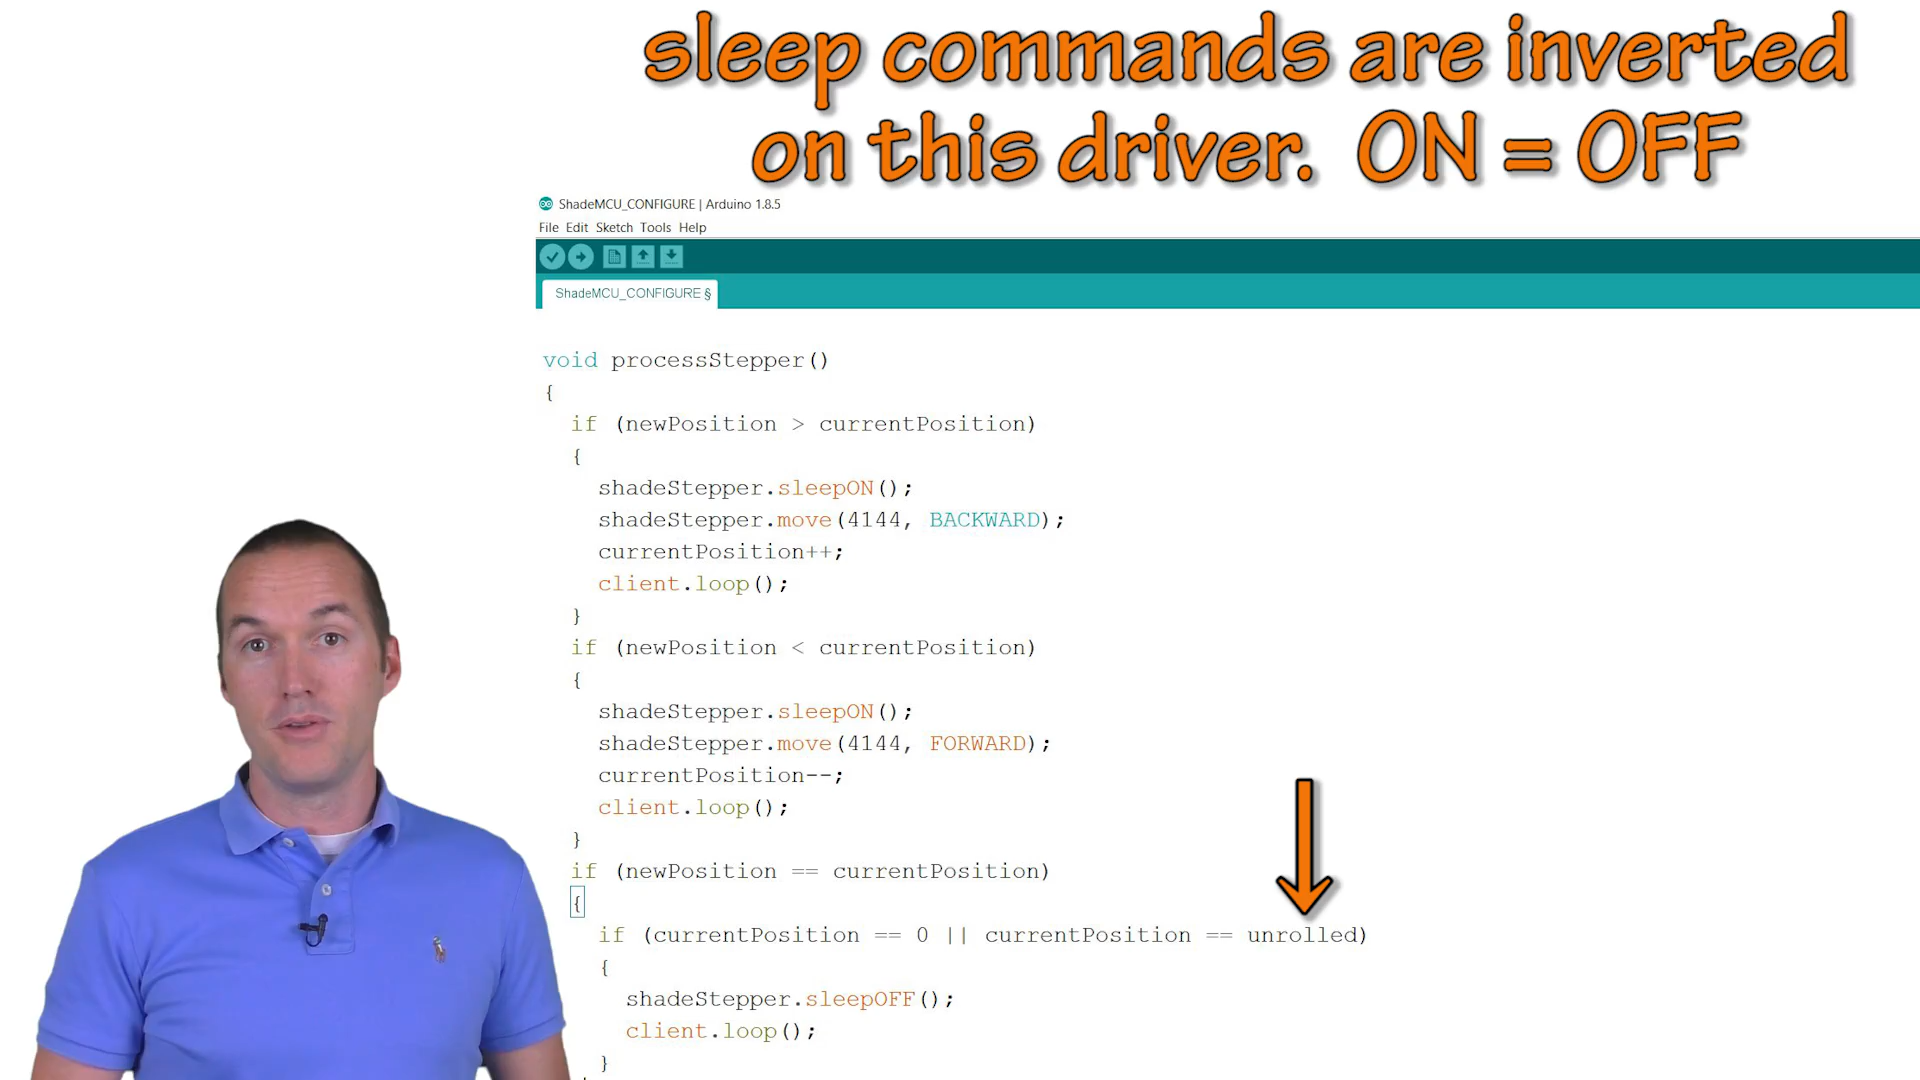 sleep commands are inverted
on this driver. ON = OFF
ShadeMCU_CONFIGURE | Arduino 1.8.5
File Edit Sketch Tools Help
ShadeMCU_CONFIGURE §
void processStepper()
{
if (newPosition > currentPosition)
{
shadeStepper.sleepON();
shadeStepper.move(4144, BACKWARD);
currentPosition++;
client.loop();
}
if (newPosition < currentPosition)
{
shadeStepper.sleepON();
shadeStepper.move(4144, FORWARD);
currentPosition--;
client.loop();
}
if (newPosition == currentPosition)
{
if (currentPosition == 0 || currentPosition == unrolled)
{
shadeStepper.sleepOFF();
client.loop();
}